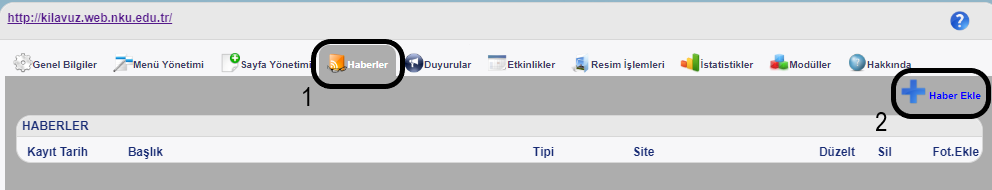 http://kilavuz.web.nku.edu.tr/
?
Genel Bilgiler Menü Yönetimi Sayfa Yönetimi Haberler Duyurular Etkinlikler Resim İşlemleri İstatistikler Modüller Hakkında
1
Haber Ekle
2
HABERLER
Kayıt Tarih Başlık Tipi Site Düzelt Sil Fot.Ekle